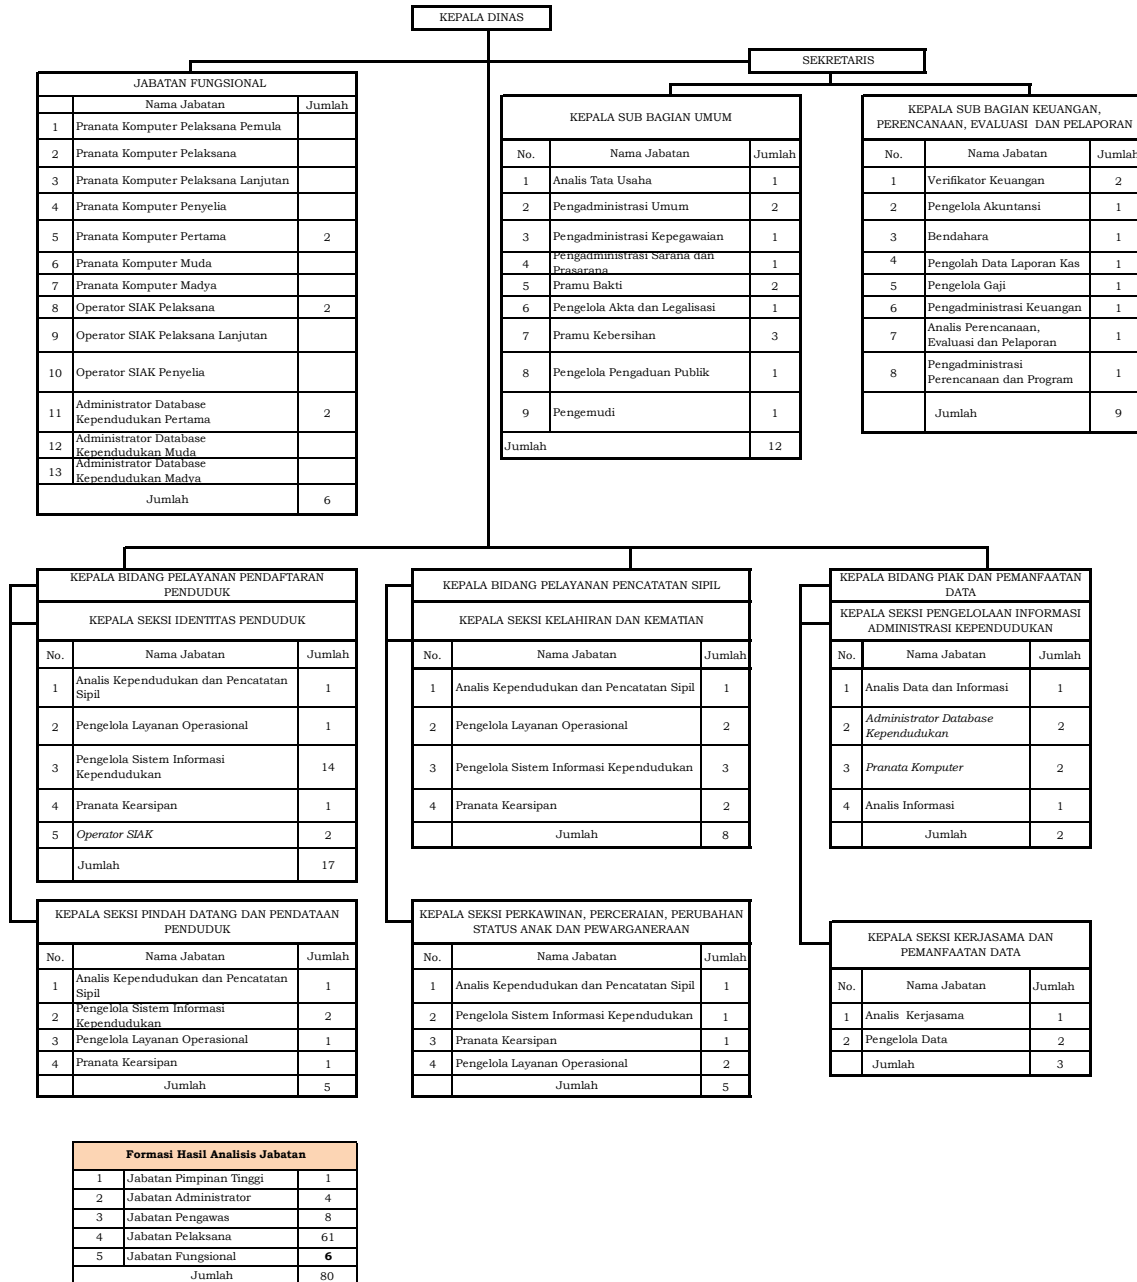 KEPALA DINAS
SEKRETARIS
JABATAN FUNGSIONAL
Nama Jabatan Jumlah
1 Pranata Komputer Pelaksana Pemula
2 Pranata Komputer Pelaksana
3 Pranata Komputer Pelaksana Lanjutan
4 Pranata Komputer Penyelia
5 Pranata Komputer Pertama 2
6 Pranata Komputer Muda
7 Pranata Komputer Madya
8 Operator SIAK Pelaksana 2
9 Operator SIAK Pelaksana Lanjutan
10 Operator SIAK Penyelia
11 Administrator Database
Kependudukan Pertama 2
12 Administrator Database
Kependudukan Muda
13 Administrator Database
Kependudukan Madya
Jumlah 6
KEPALA SUB BAGIAN UMUM
No. Nama Jabatan Jumlah
1 Analis Tata Usaha 1
2 Pengadministrasi Umum 2
3 Pengadministrasi Kepegawaian 1
4 Pengadministrasi Sarana dan
Prasarana 1
5 Pramu Bakti 2
6 Pengelola Akta dan Legalisasi 1
7 Pramu Kebersihan 3
8 Pengelola Pengaduan Publik 1
9 Pengemudi 1
Jumlah 12
KEPALA SUB BAGIAN KEUANGAN,
PERENCANAAN, EVALUASI DAN PELAPORAN
No. Nama Jabatan Jumlah
1 Verifikator Keuangan 2
2 Pengelola Akuntansi 1
3 Bendahara 1
4 Pengolah Data Laporan Kas 1
5 Pengelola Gaji 1
6 Pengadministrasi Keuangan 1
7 Analis Perencanaan,
Evaluasi dan Pelaporan 1
8 Pengadministrasi
Perencanaan dan Program 1
Jumlah 9
KEPALA BIDANG PELAYANAN PENDAFTARAN
PENDUDUK
KEPALA SEKSI IDENTITAS PENDUDUK
No. Nama Jabatan Jumlah
1 Analis Kependudukan dan Pencatatan
Sipil 1
2 Pengelola Layanan Operasional 1
3 Pengelola Sistem Informasi
Kependudukan 14
4 Pranata Kearsipan 1
5 Operator SIAK 2
Jumlah 17
KEPALA SEKSI PINDAH DATANG DAN PENDATAAN
PENDUDUK
No. Nama Jabatan Jumlah
1 Analis Kependudukan dan Pencatatan
Sipil 1
2 Pengelola Sistem Informasi
Kependudukan 2
3 Pengelola Layanan Operasional 1
4 Pranata Kearsipan 1
Jumlah 5
KEPALA BIDANG PELAYANAN PENCATATAN SIPIL
KEPALA SEKSI KELAHIRAN DAN KEMATIAN
No. Nama Jabatan Jumlah
1 Analis Kependudukan dan Pencatatan Sipil 1
2 Pengelola Layanan Operasional 2
3 Pengelola Sistem Informasi Kependudukan 3
4 Pranata Kearsipan 2
Jumlah 8
KEPALA SEKSI PERKAWINAN, PERCERAIAN, PERUBAHAN
STATUS ANAK DAN PEWARGANERAAN
No. Nama Jabatan Jumlah
1 Analis Kependudukan dan Pencatatan Sipil 1
2 Pengelola Sistem Informasi Kependudukan 1
3 Pranata Kearsipan 1
4 Pengelola Layanan Operasional 2
Jumlah 5
KEPALA BIDANG PIAK DAN PEMANFAATAN
DATA
KEPALA SEKSI PENGELOLAAN INFORMASI
ADMINISTRASI KEPENDUDUKAN
No. Nama Jabatan Jumlah
1 Analis Data dan Informasi 1
2 Administrator Database
Kependudukan 2
3 Pranata Komputer 2
4 Analis Informasi 1
Jumlah 2
KEPALA SEKSI KERJASAMA DAN
PEMANFAATAN DATA
No. Nama Jabatan Jumlah
1 Analis Kerjasama 1
2 Pengelola Data 2
Jumlah 3
Formasi Hasil Analisis Jabatan
1 Jabatan Pimpinan Tinggi 1
2 Jabatan Administrator 4
3 Jabatan Pengawas 8
4 Jabatan Pelaksana 61
5 Jabatan Fungsional 6
Jumlah 80